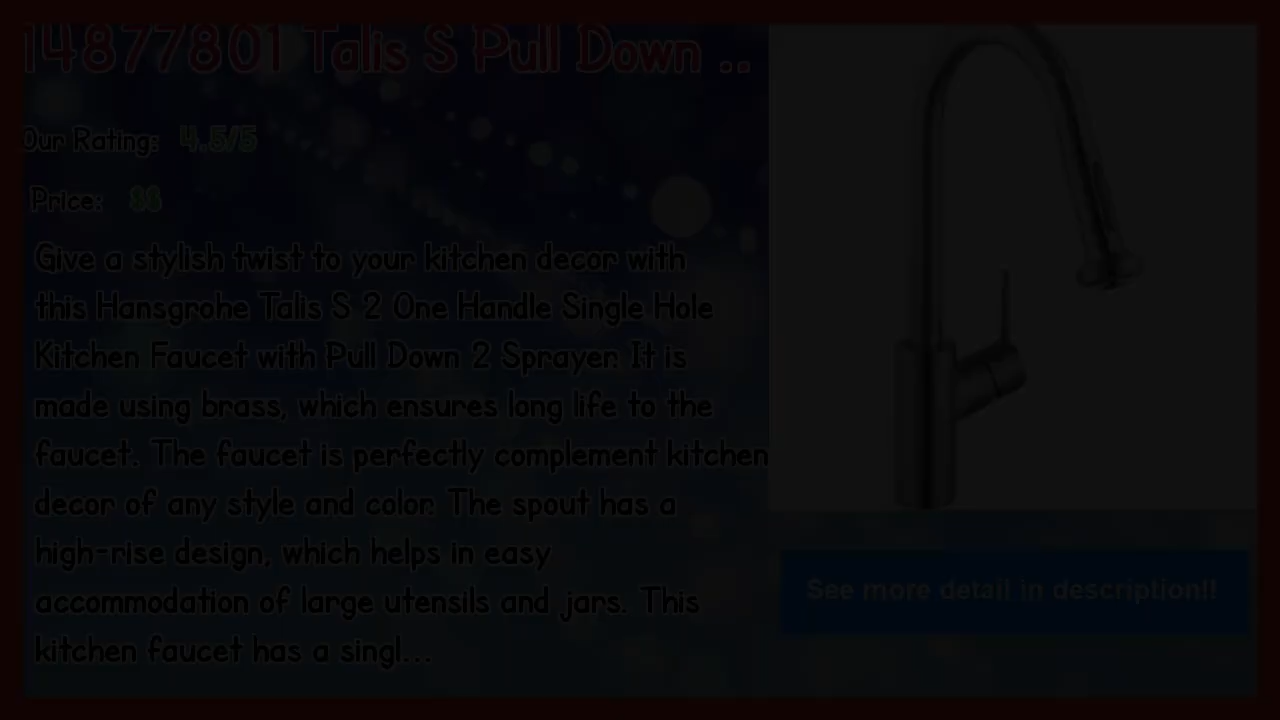 14877801 Talis S Pull Down ..
Our Rating: 4.5/5
Price: $$
Give a stylish twist to your kitchen decor with
this Hansgrohe Talis S 2 One Handle Single Hole
Kitchen Faucet with Pull Down 2 Sprayer. It is
made using brass, which ensures long life to the
faucet. The faucet is perfectly complement kitchen
decor of any style and color. The spout has a
high-rise design, which helps in easy
accommodation of large utensils and jars. This
kitchen faucet has a singl...
See more detail in description!!